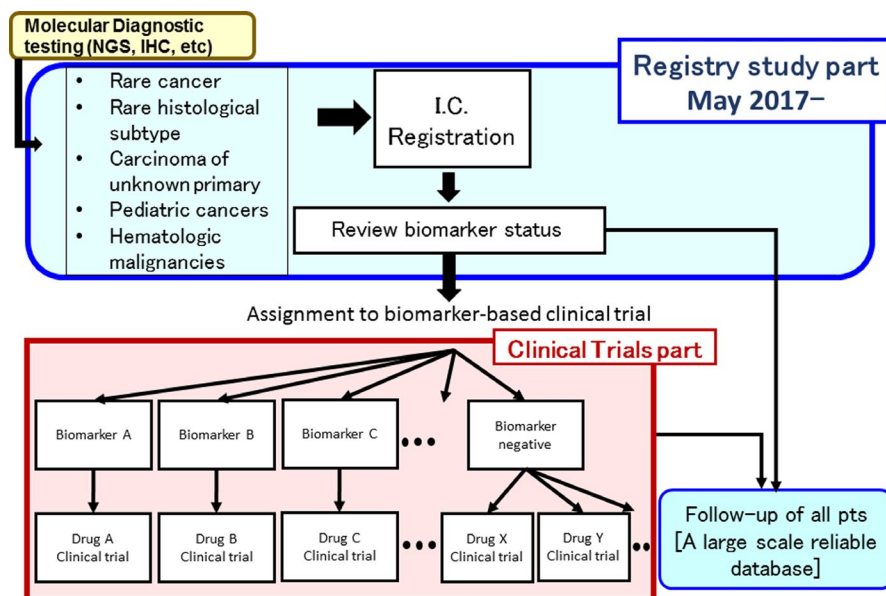 Molecular Diagnostic
testing (NGS, IHC, etc)
Registry study part
May 2017−
• Rare cancer
• Rare histological
subtype
• Carcinoma of
unknown primary
• Pediatric cancers
• Hematologic
malignancies
I.C.
Registration
Review biomarker status
Assignment to biomarker-based clinical trial
Clinical Trials part
Biomarker A
Biomarker B
Biomarker C
•••
Biomarker
negative
Drug A
Clinical trial
Drug B
Clinical trial
Drug C
Clinical trial
•••
Drug X
Clinical trial
Drug Y
Clinical trial
••
Follow-up of all pts
[A large scale reliable
database]